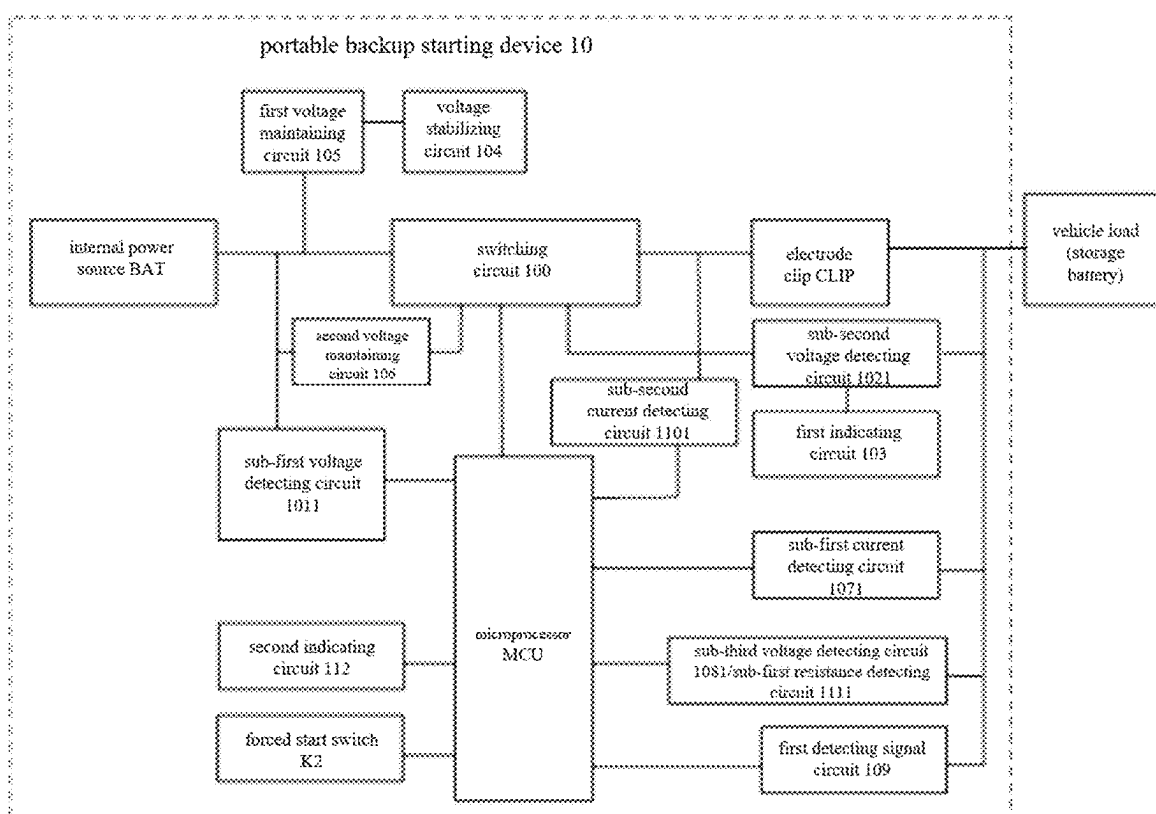 portable backup starting device 10
first voltage
maintaining
circuit 105
voltage
stabilizing
circuit 104
internal power
source BAT
switching
circuit 100
electrode
clip CLIP
vehicle load
(storage
battery)
second voltage
maintaining
circuit 106
sub-second
voltage detecting
circuit 1021
sub-second
current detecting
circuit 1101
first indicating
circuit 103
sub-first voltage
detecting circuit
1011
sub-first current
detecting circuit
1071
microprocessor
MCU
second indicating
circuit 112
sub-third voltage detecting circuit
1081/sub-first resistance detecting
circuit 1111
forced start switch
K2
first detecting signal
circuit 109